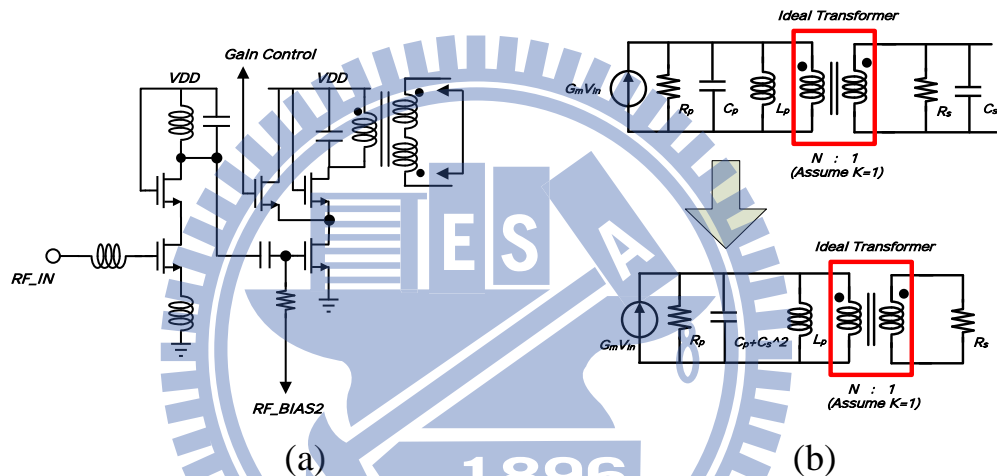 Gain Control
VDD
VDD
RF_IN
RF_BIAS2
(a)
Ideal Transformer
GmVin
Rp
Cp
Lp
Rs
Cs
N : 1
(Assume K=1)
Ideal Transformer
GmVin
Rp
Cp+Cs^2
Lp
Rs
N : 1
(Assume K=1)
(b)
ESA
1896